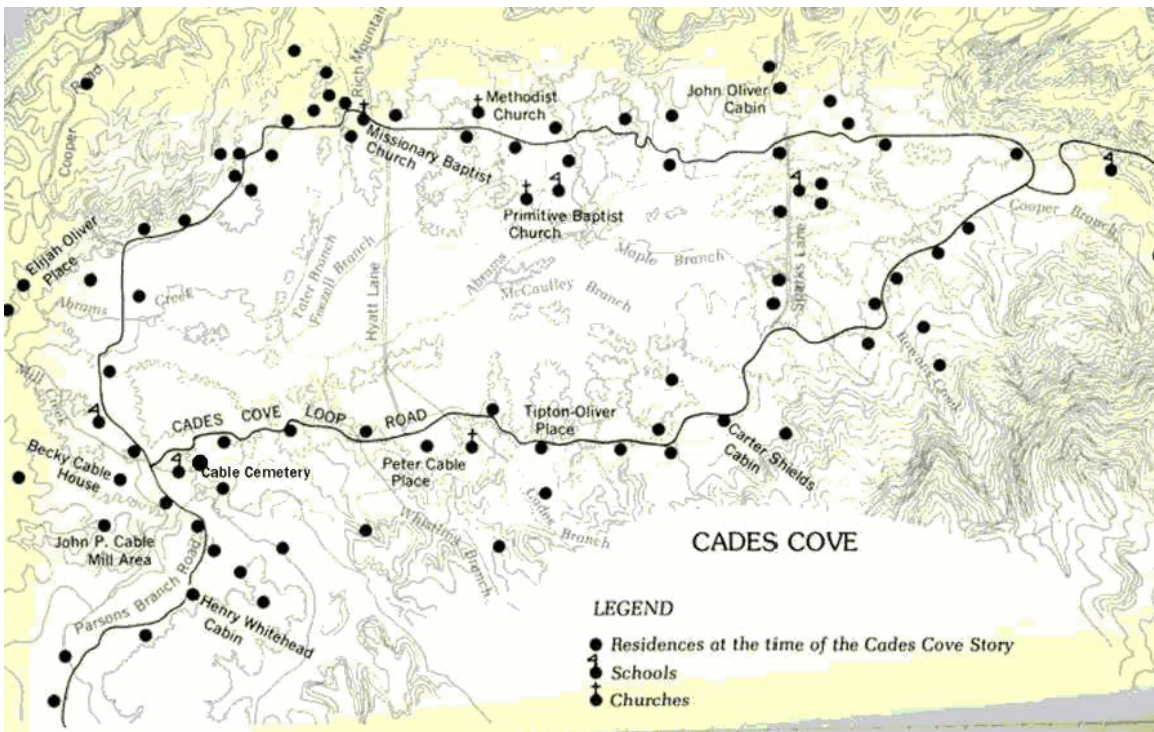 Rich Mountain
Cooper Road
Methodist
Church
John Oliver
Cabin
Missionary Baptist
Church
Primitive Baptist
Church
Cooper Branch
Elijah Oliver
Place
Abrams
Creek
Tater Branch
Feezell Branch
Hyatt Lane
Abrams
Maple Branch
McCaulley Branch
Sparks Lane
Mill Creek
CADES COVE LOOP ROAD
Tipton-Oliver
Place
Carter Shields
Cabin
Becky Cable
House
Cable Cemetery
Peter Cable
Place
Whistling Branch
Branch
John P. Cable
Mill Area
Parsons Branch Road
Henry Whitehead
Cabin
CADES COVE
LEGEND
Residences at the time of the Cades Cove Story
Schools
Churches